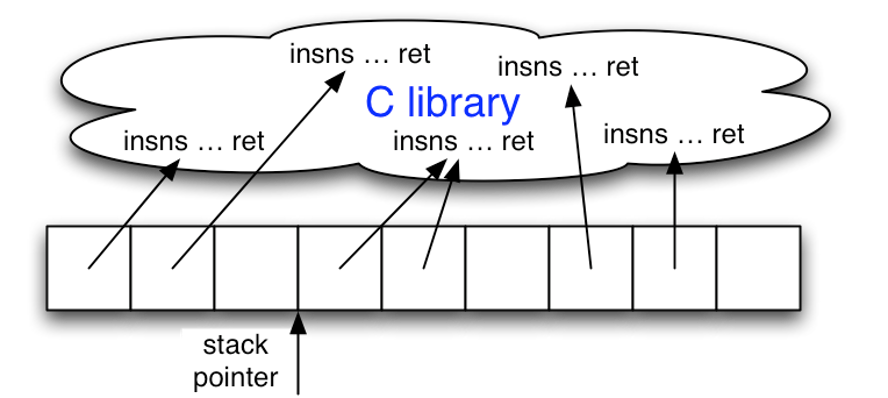 insns … ret
insns … ret
C library
insns … ret
insns … ret
insns … ret
stack
pointer